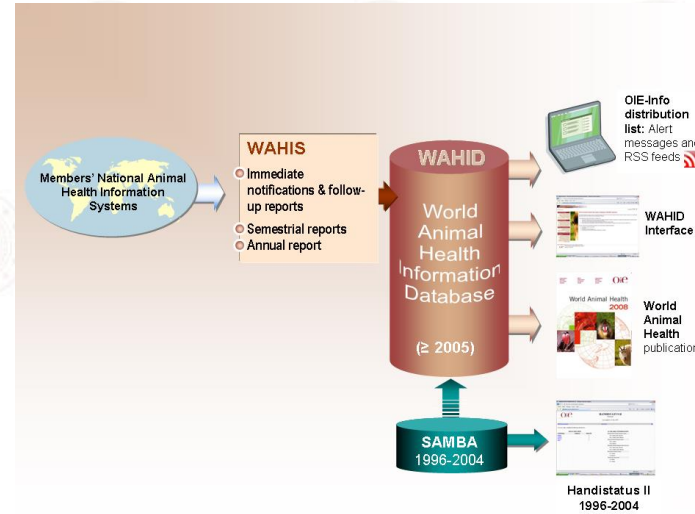 Members' National Animal
Health Information
Systems
WAHIS
Immediate
notifications & follow-
up reports
Semestrial reports
Annual report
WAHID
World
Animal
Health
Information
Database
(≥ 2005)
SAMBA
1996-2004
OIE-Info
distribution
list: Alert
messages and
RSS feeds
WAHID
Interface
Oie
World Animal Health
2008
World
Animal
Health
publication
Handistatus II
1996-2004